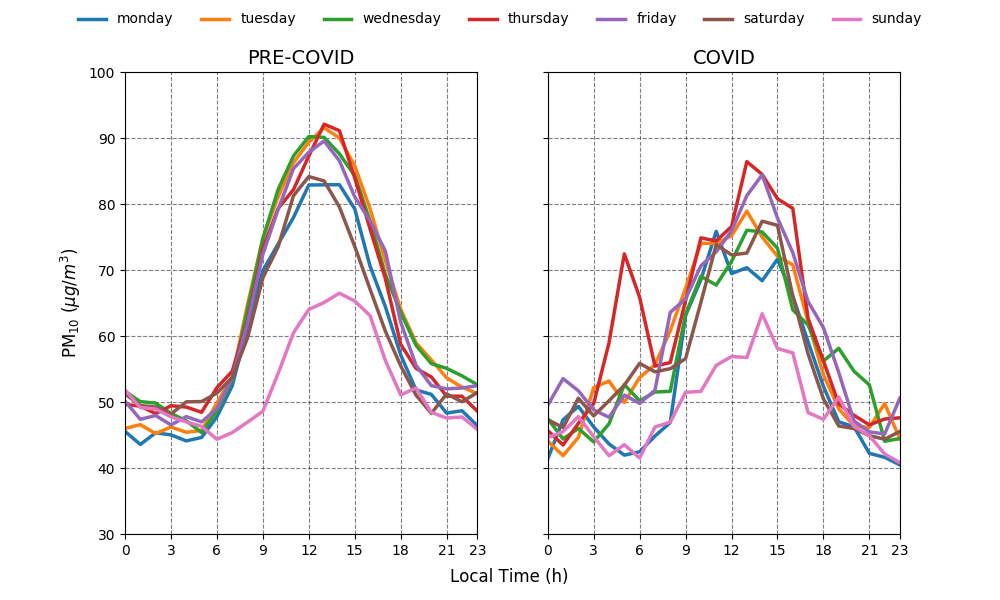 monday tuesday wednesday thursday friday saturday sunday
PRE-COVID COVID
100
90
80
70
60
50
40
30
PM₁₀ (μg/m³)
0 3 6 9 12 15 18 21 23 0 3 6 9 12 15 18 21 23
Local Time (h)